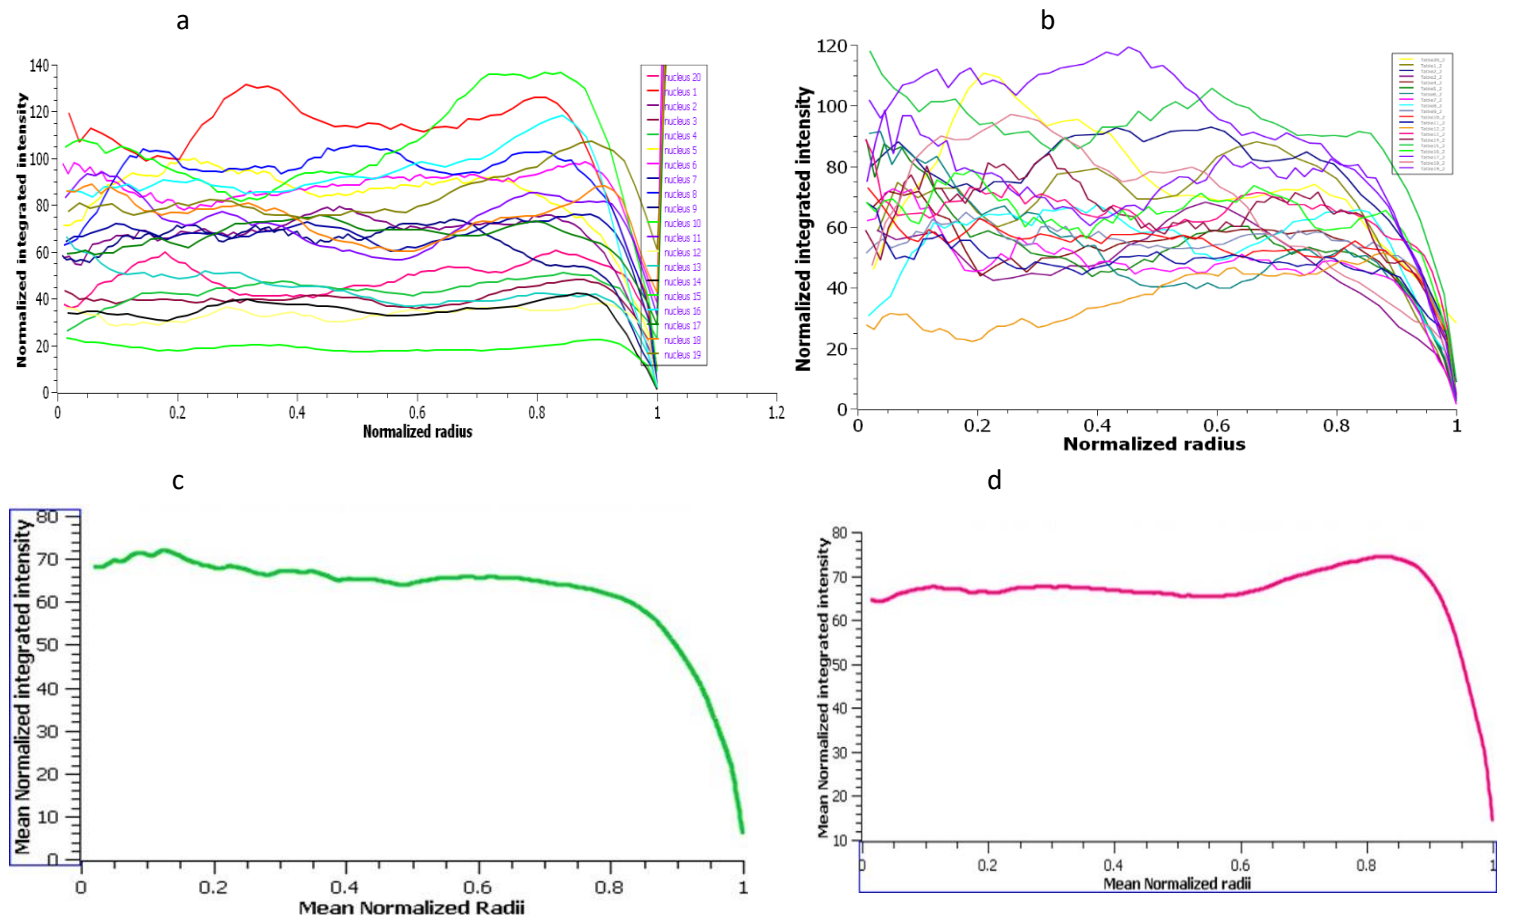 a
b
Normalized integrated intensity
140
120
100
80
60
40
20
0
0
0.2
0.4
0.6
0.8
1
1.2
Normalized radius
nucleus 20
nucleus 1
nucleus 2
nucleus 3
nucleus 4
nucleus 5
nucleus 6
nucleus 7
nucleus 8
nucleus 9
nucleus 10
nucleus 11
nucleus 12
nucleus 13
nucleus 14
nucleus 15
nucleus 16
nucleus 17
nucleus 18
nucleus 19
Normalized integrated intensity
120
100
80
60
40
20
0
0
0.2
0.4
0.6
0.8
1
Normalized radius
c
d
Mean Normalized integrated intensity
80
70
60
50
40
30
20
10
0
0
0.2
0.4
0.6
0.8
1
Mean Normalized Radii
Mean Normalized integrated intensity
80
70
60
50
40
30
20
10
0
0.2
0.4
0.6
0.8
1
Mean Normalized radii